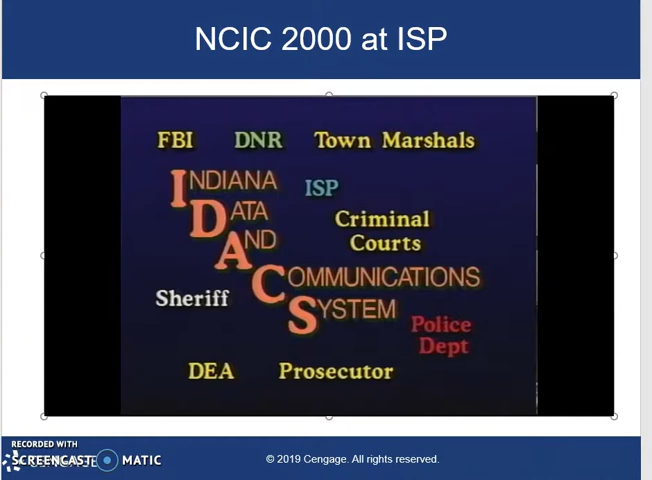 NCIC 2000 at ISP
FBI DNR Town Marshals
INDIANA
ISP
DATA
Criminal
Courts
AND
COMMUNICATIONS
Sheriff
SYSTEM
Police
Dept
DEA Prosecutor
RECORDED WITH
SCREENCAST MATIC
© 2019 Cengage. All rights reserved.